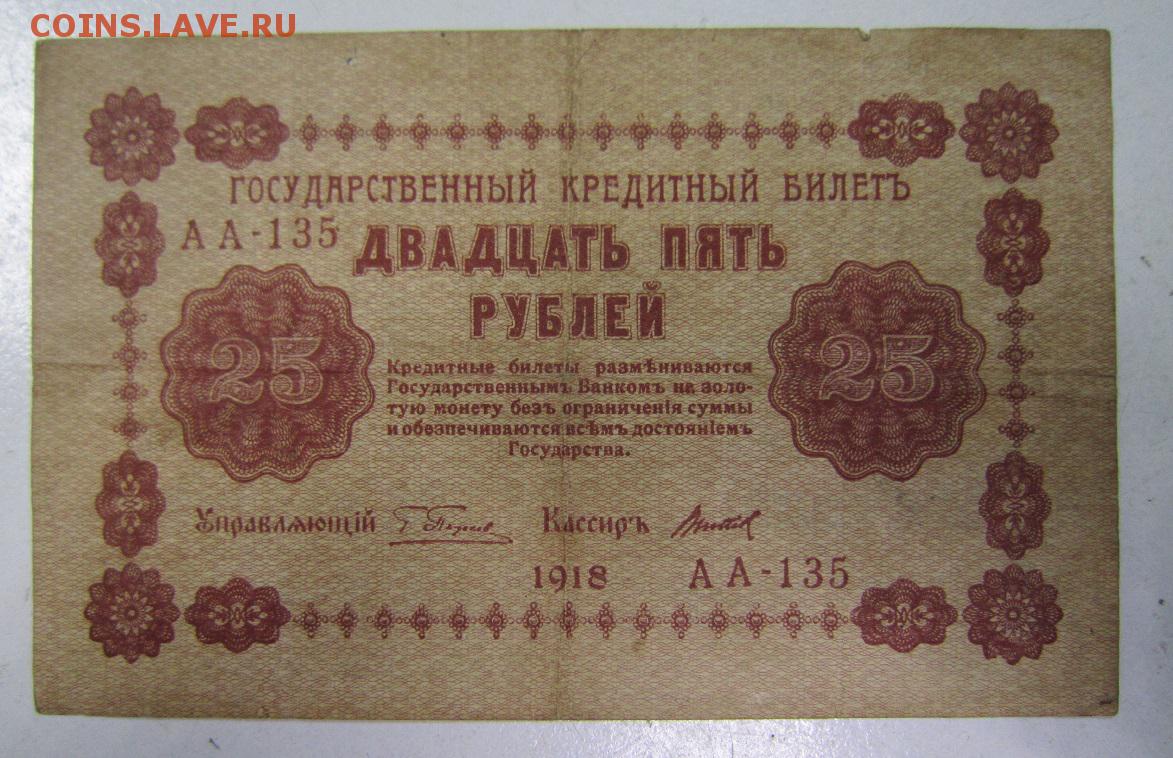 COINS.LAVE.RU
ГОСУДАРСТВЕННЫЙ КРЕДИТНЫЙ БИЛЕТЪ
АА-135
ДВАДЦАТЬ ПЯТЬ
РУБЛЕЙ
25
25
Кредитные билеты размѣниваются
Государственнымъ Банкомъ на золо-
тую монету безъ ограниченія суммы
и обезпечиваются всѣмъ достояніемъ
Государства.
Управляющій
Кассиръ
1918
АА-135